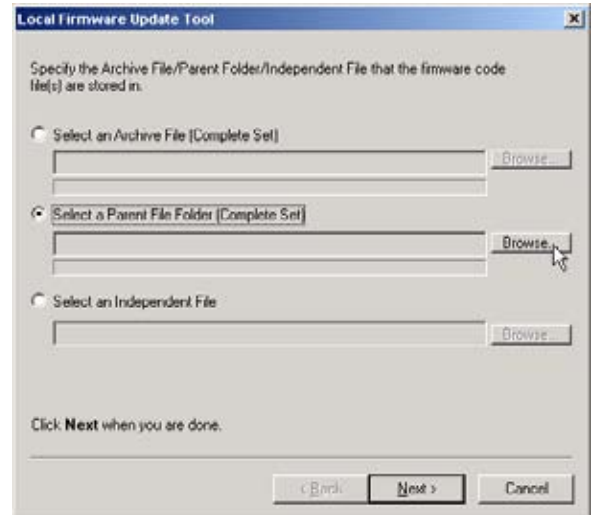 Local Firmware Update Tool
Specify the Archive File/Parent Folder/Independent File that the firmware code
file(s) are stored in.
Select an Archive File (Complete Set)
Browse...
Select a Parent File Folder (Complete Set)
Browse...
Select an Independent File
Browse...
Click Next when you are done.
< Back
Next >
Cancel